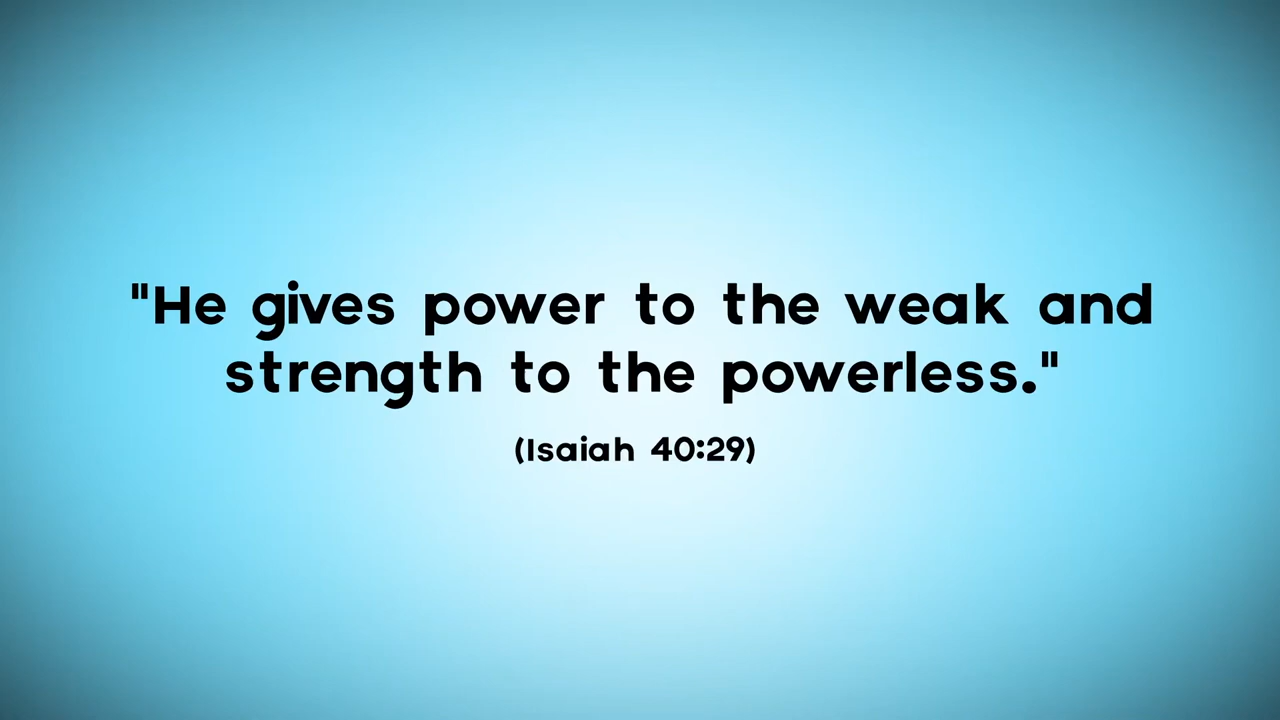 "He gives power to the weak and
strength to the powerless."
(Isaiah 40:29)